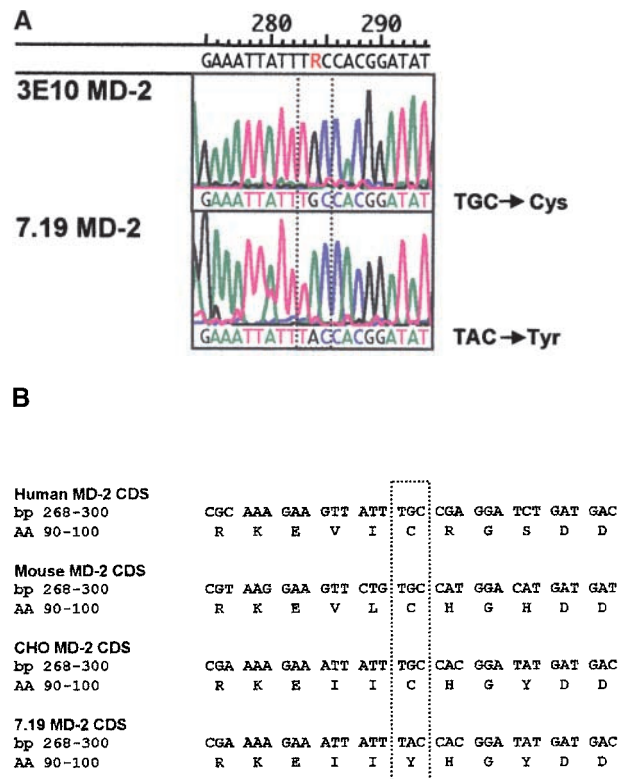 A
280 290
GAAATTATTTRCCACGGATAT
3E10 MD-2
GAAATTATTTGCCACGGATAT
TGC→Cys
7.19 MD-2
GAAATTATTTACCACGGATAT
TAC→Tyr
B
Human MD-2 CDS
bp 268-300 CGC AAA GAA GTT ATT TGC CGA GGA TCT GAT GAC
AA 90-100 R K E V I C R G S D D
Mouse MD-2 CDS
bp 268-300 CGT AAG GAA GTT CTG TGC CAT GGA CAT GAT GAT
AA 90-100 R K E V L C H G H D D
CHO MD-2 CDS
bp 268-300 CGA AAA GAA ATT ATT TGC CAC GGA TAT GAT GAC
AA 90-100 R K E I I C H G Y D D
7.19 MD-2 CDS
bp 268-300 CGA AAA GAA ATT ATT TAC CAC GGA TAT GAT GAC
AA 90-100 R K E I I Y H G Y D D